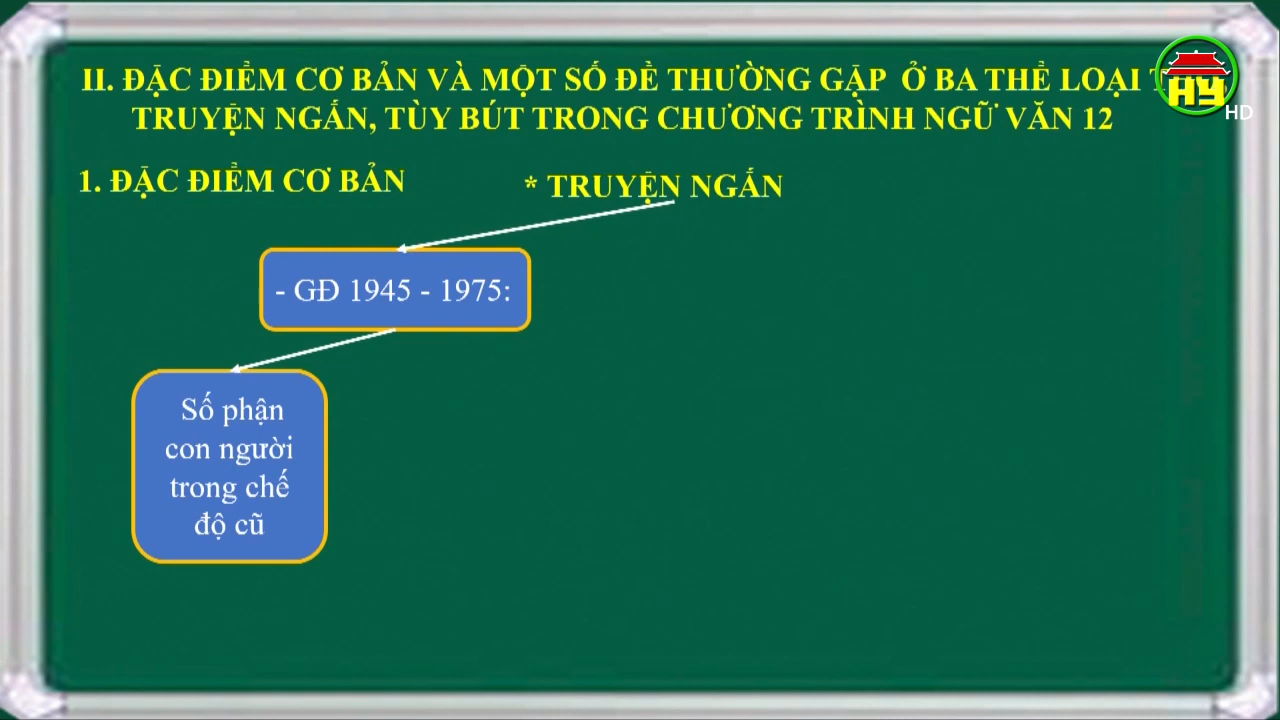 II. ĐẶC ĐIỂM CƠ BẢN VÀ MỘT SỐ ĐỀ THƯỜNG GẶP Ở BA THỂ LOẠI
TRUYỆN NGẮN, TÙY BÚT TRONG CHƯƠNG TRÌNH NGỮ VĂN 12
HY
HD
1. ĐẶC ĐIỂM CƠ BẢN
* TRUYỆN NGẮN
- GĐ 1945 - 1975:
Số phận
con người
trong chế
độ cũ